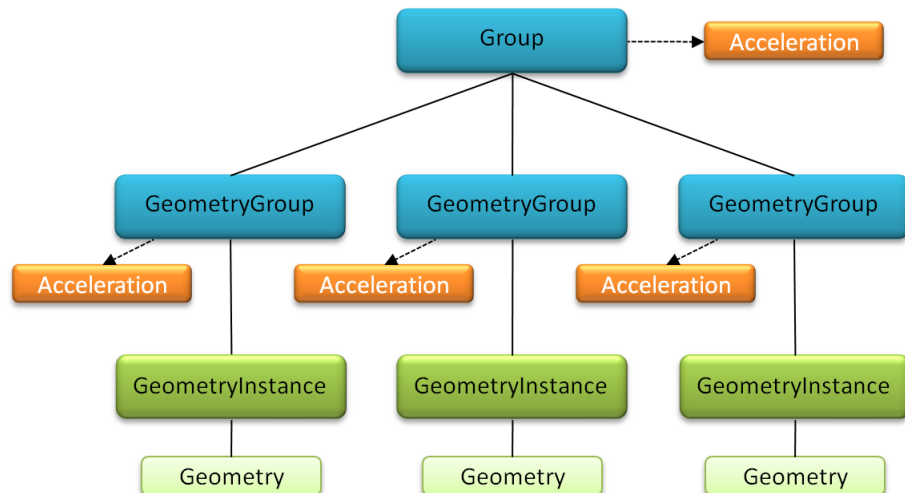 Group
Acceleration
GeometryGroup
GeometryGroup
GeometryGroup
Acceleration
Acceleration
Acceleration
GeometryInstance
GeometryInstance
GeometryInstance
Geometry
Geometry
Geometry